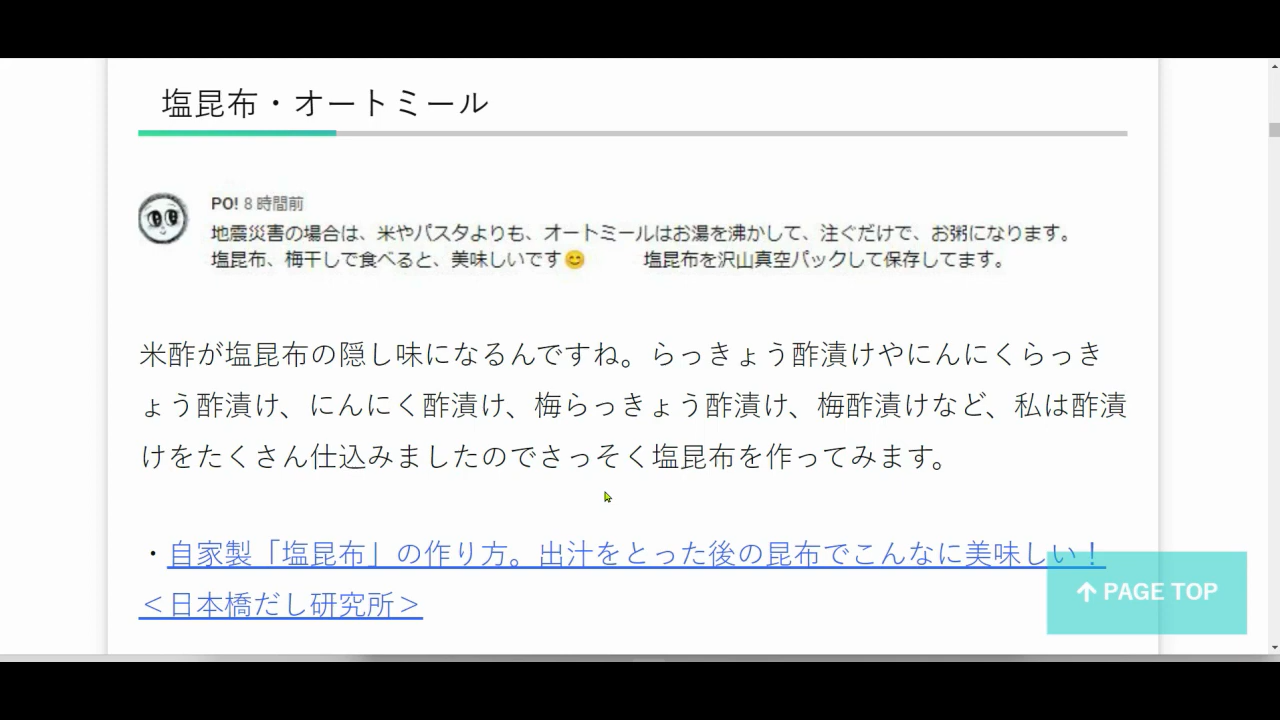 塩昆布・オートミール
PO! 8 時間前
地震災害の場合は、米やパスタよりも、オートミールはお湯を沸かして、注ぐだけで、お粥になります。
塩昆布、梅干しで食べると、美味しいです😊 塩昆布を沢山真空パックして保存してます。
米酢が塩昆布の隠し味になるんですね。らっきょう酢漬けやにんにくらっき
ょう酢漬け、にんにく酢漬け、梅らっきょう酢漬け、梅酢漬けなど、私は酢漬
けをたくさん仕込みましたのでさっそく塩昆布を作ってみます。
・自家製「塩昆布」の作り方。出汁をとった後の昆布でこんなに美味しい！
＜日本橋だし研究所＞
↑ PAGE TOP